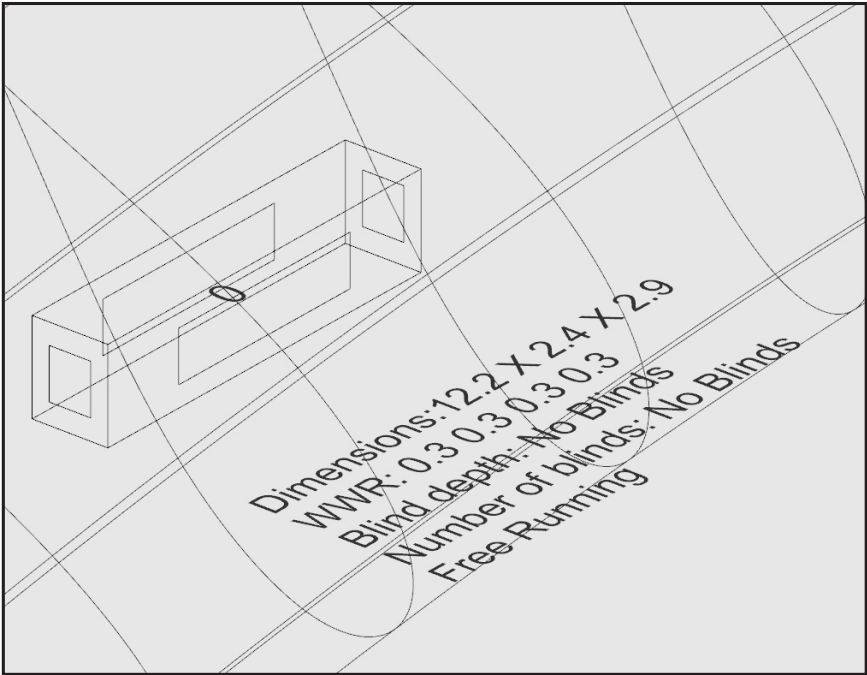 0
Dimensions:12.2 X 2.4 X 2.9
WWR: 0.3 0.3 0.3 0.3
Blind depth: No Blinds
Number of blinds: No Blinds
Free Running